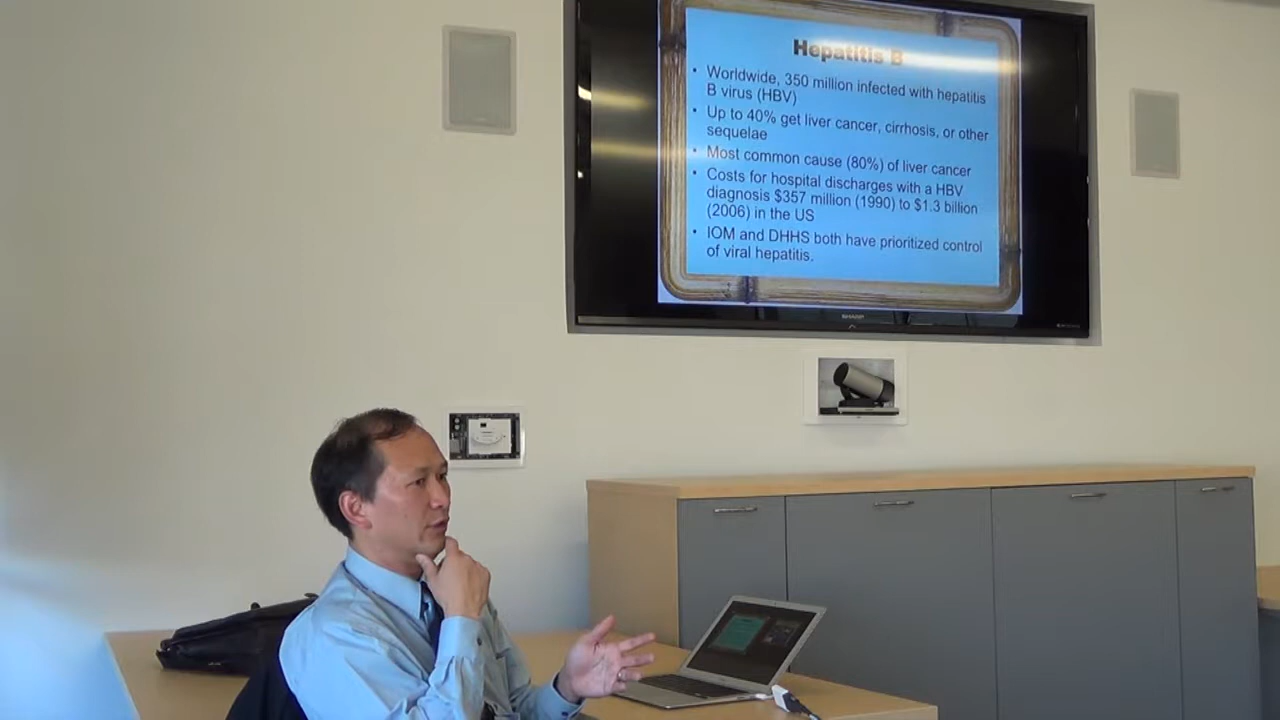 Hepatitis B
• Worldwide, 350 million infected with hepatitis
B virus (HBV)
• Up to 40% get liver cancer, cirrhosis, or other
sequelae
• Most common cause (80%) of liver cancer
• Costs for hospital discharges with a HBV
diagnosis $357 million (1990) to $1.3 billion
(2006) in the US
• IOM and DHHS both have prioritized control
of viral hepatitis.
SHARP